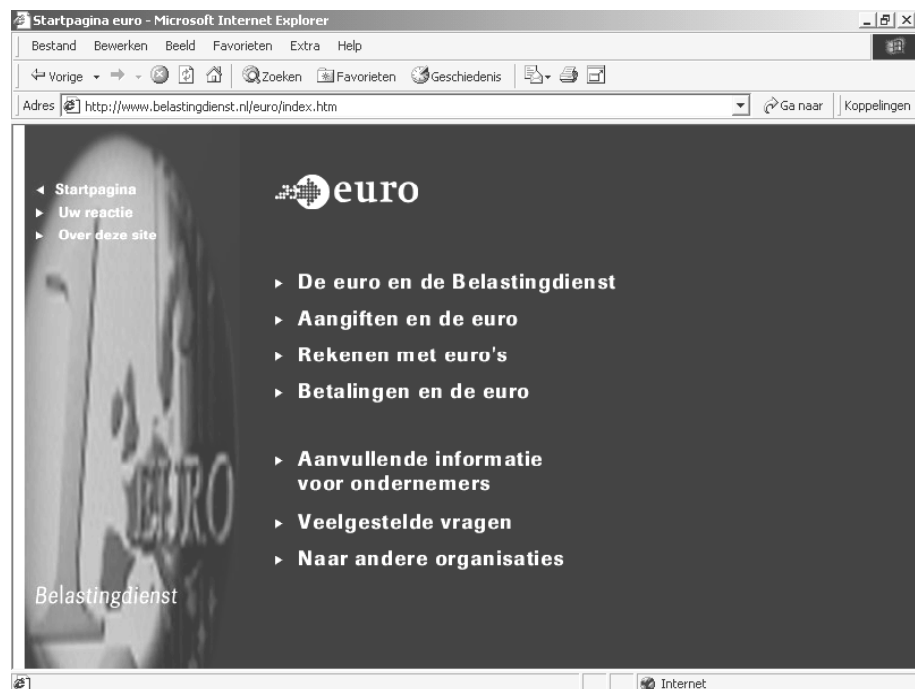 Startpagina euro - Microsoft Internet Explorer
Bestand Bewerken Beeld Favorieten Extra Help
Vorige Zoeken Favorieten Geschiedenis
Adres http://www.belastingdienst.nl/euro/index.htm Ga naar Koppelingen
Startpagina
Uw reactie
Over deze site
euro
De euro en de Belastingdienst
Aangiften en de euro
Rekenen met euro's
Betalingen en de euro
Aanvullende informatie
voor ondernemers
Veelgestelde vragen
Naar andere organisaties
1
EURO
Belastingdienst
Internet